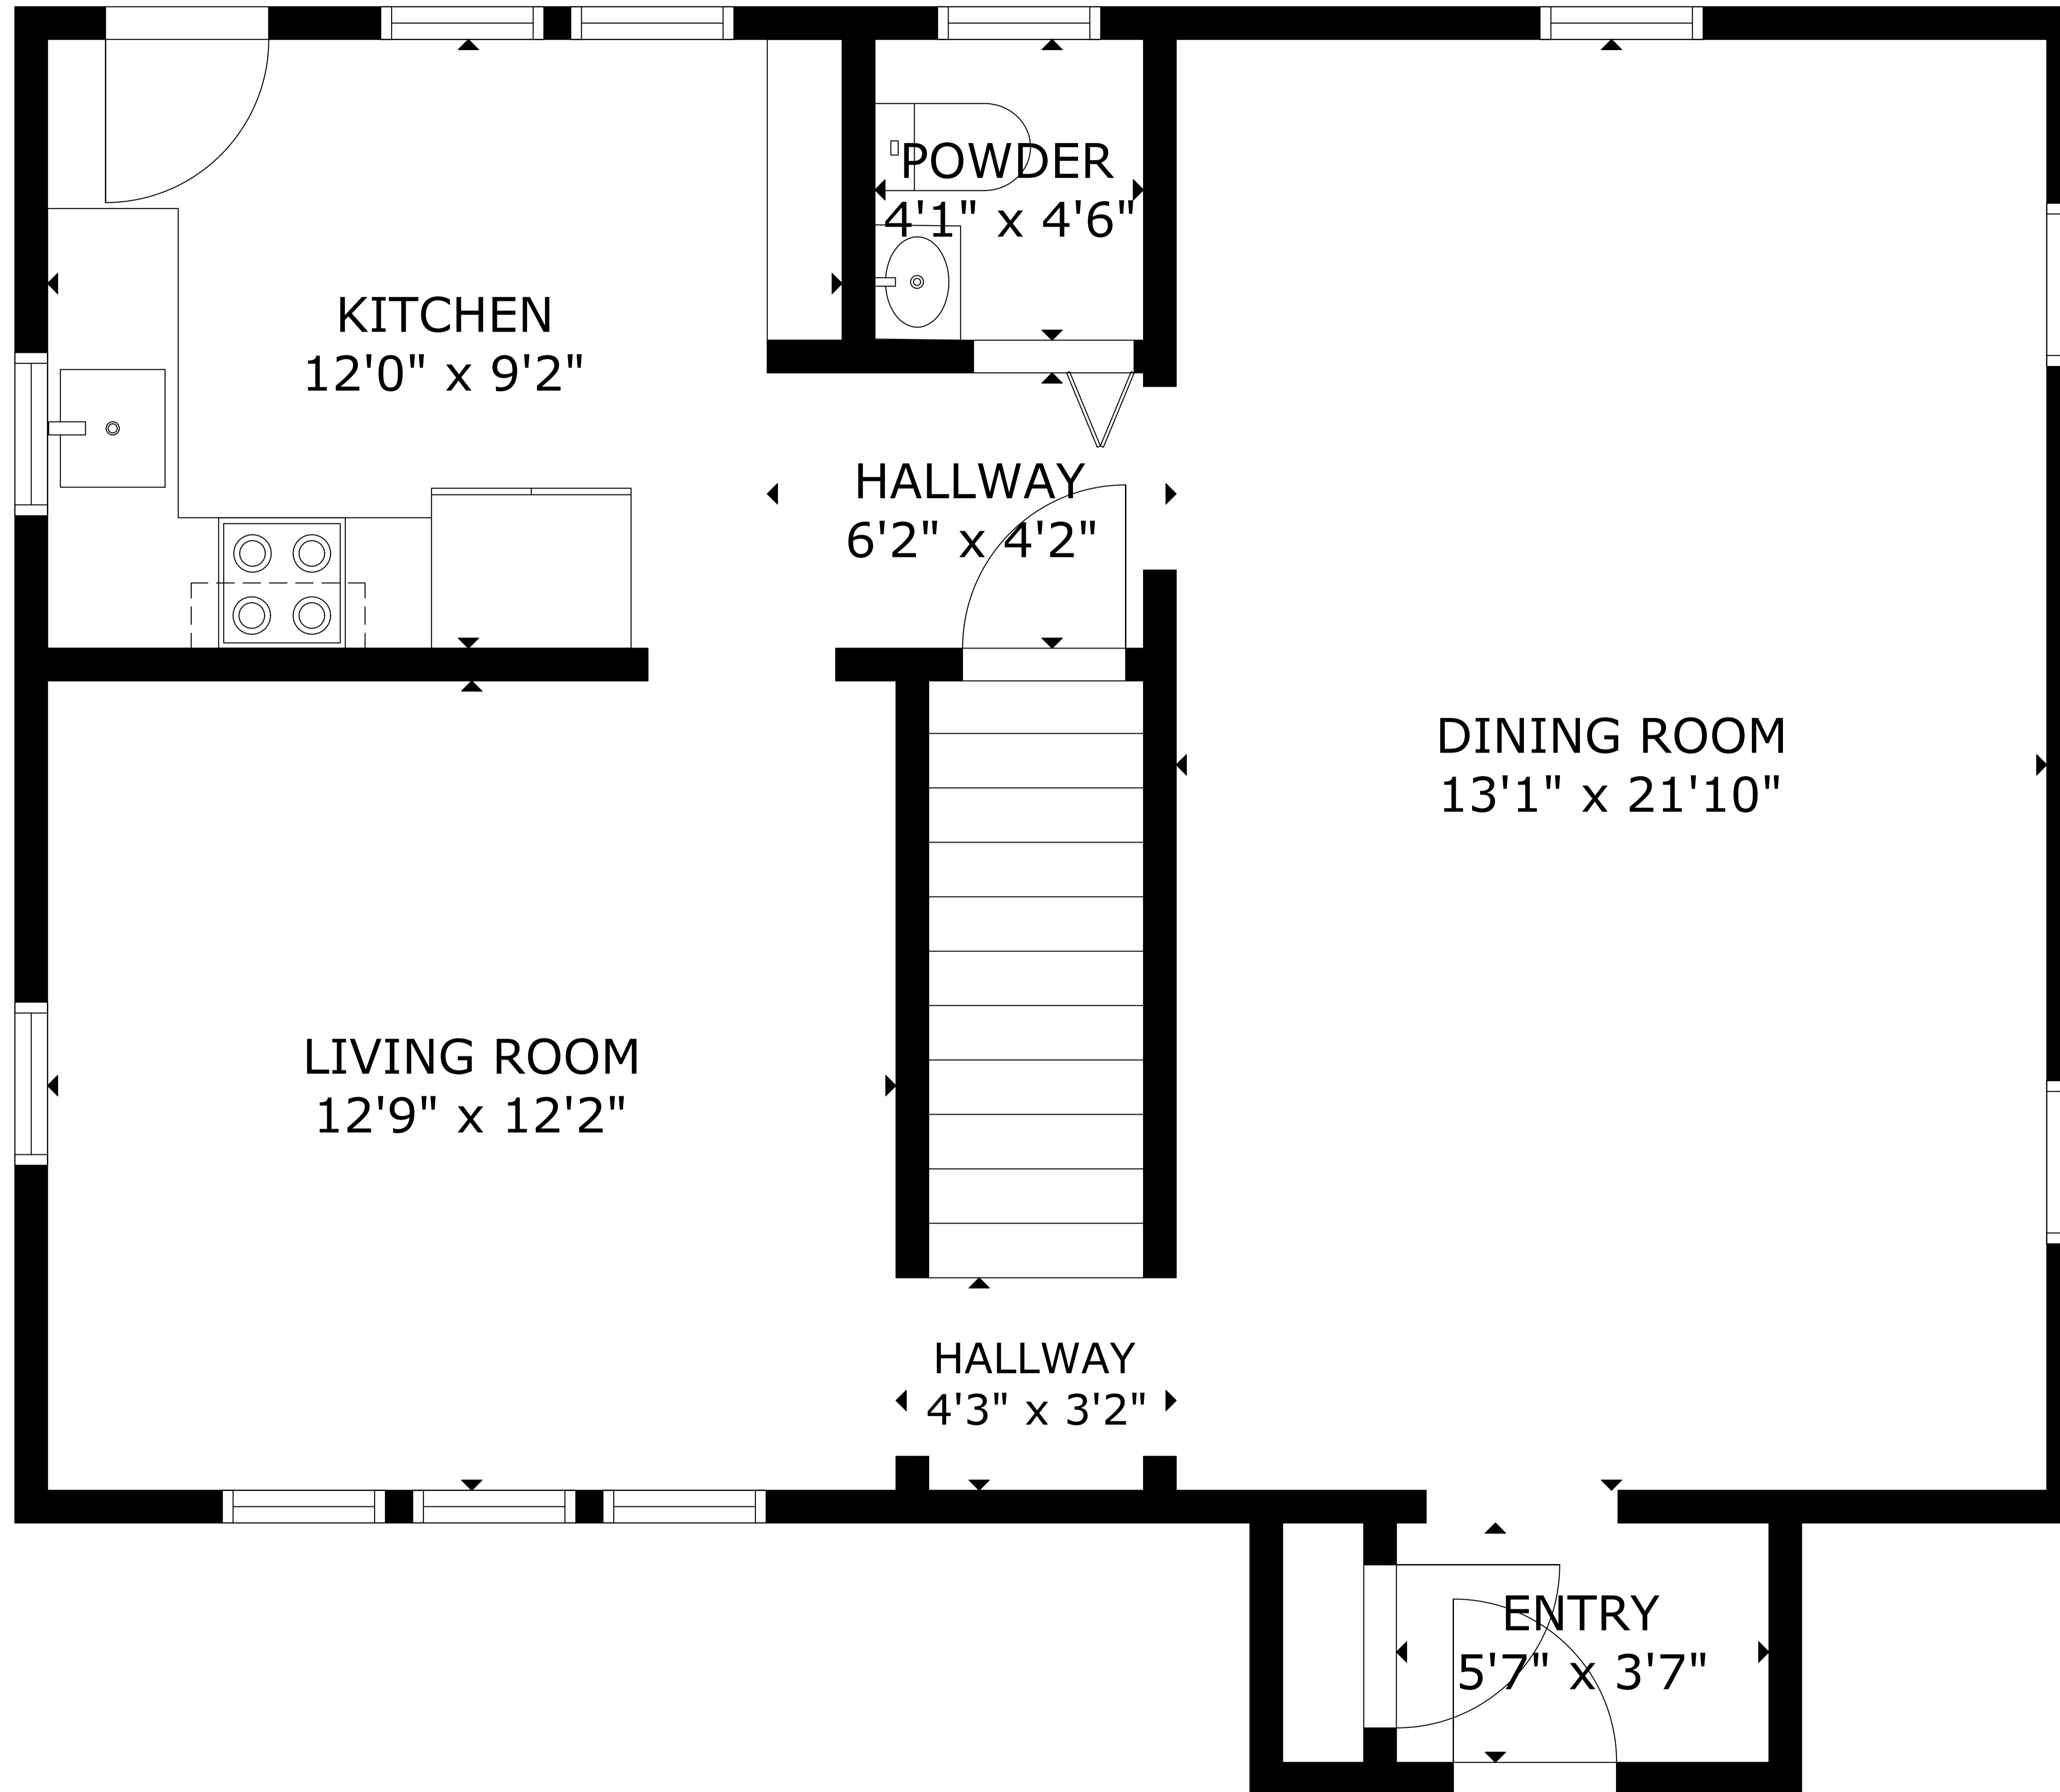 POWDER
4'1" x 4'6"
KITCHEN
12'0" x 9'2"
HALLWAY
6'2" x 4'2"
DINING ROOM
13'1" x 21'10"
LIVING ROOM
12'9" x 12'2"
HALLWAY
4'3" x 3'2"
ENTRY
5'7" x 3'7"